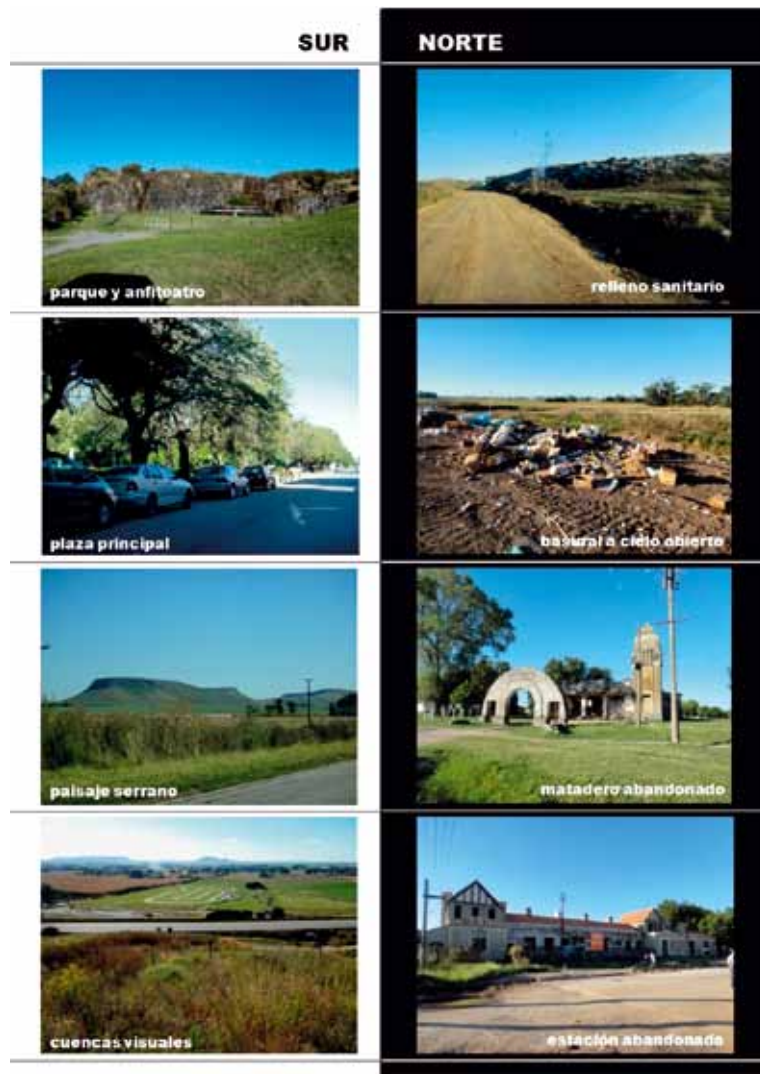 SUR NORTE
parque y anfiteatro
relleno sanitario
plaza principal
basural a cielo abierto
paisaje serrano
matadero abandonado
cuencas visuales
estación abandonada